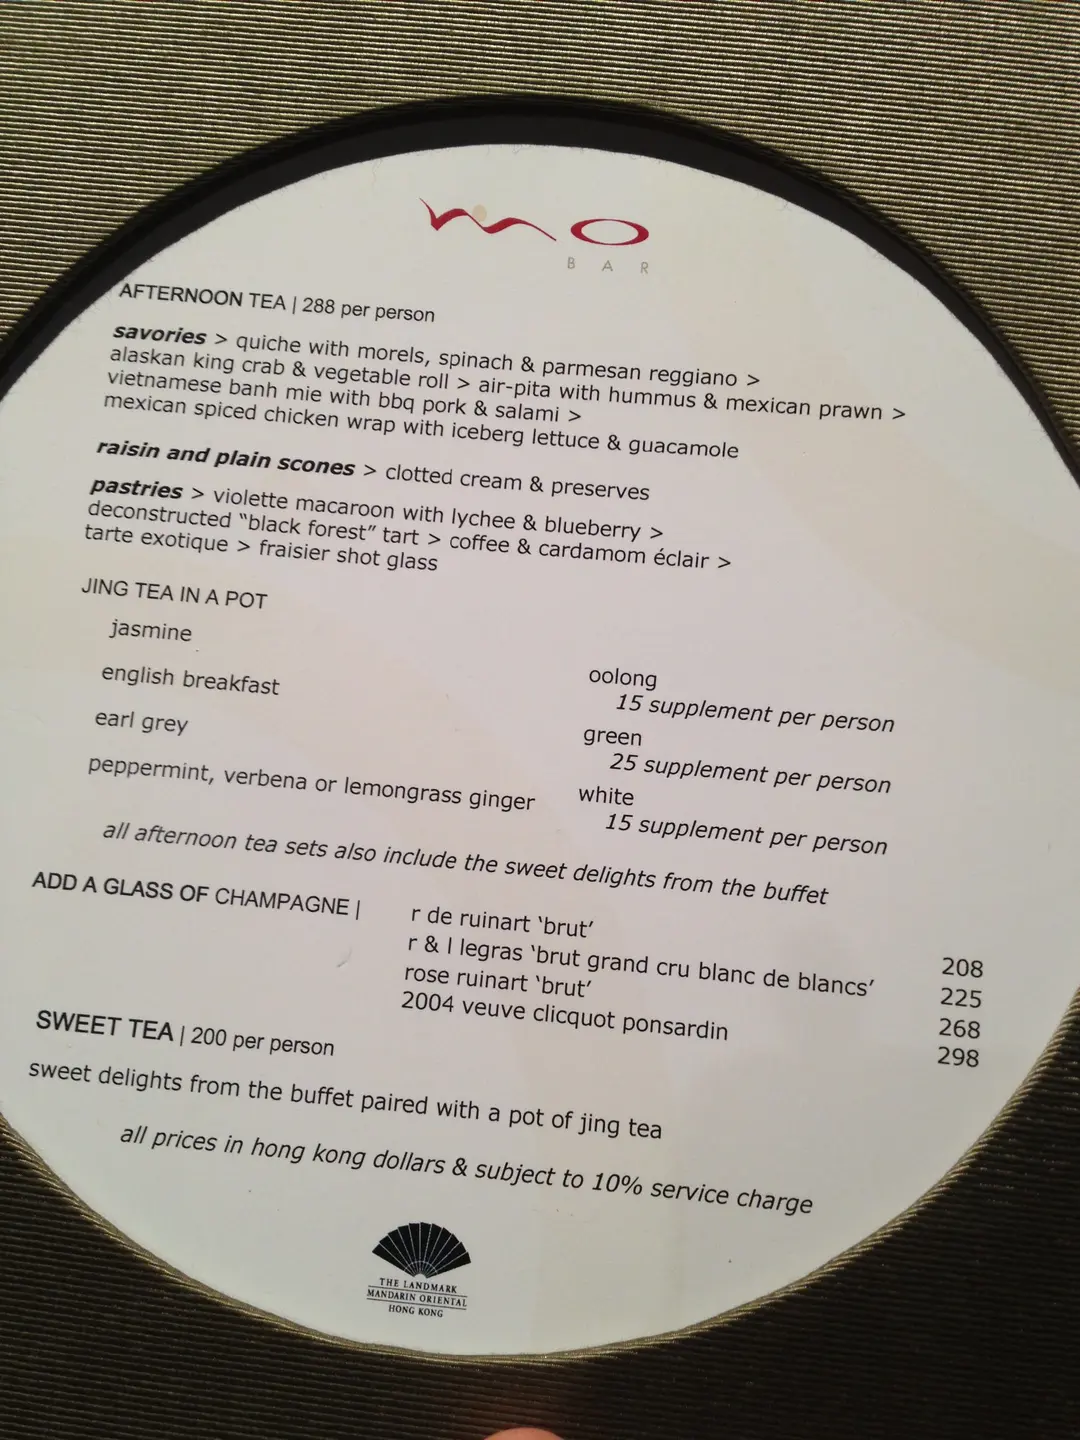 mo
BAR
AFTERNOON TEA | 288 per person
savories > quiche with morels, spinach & parmesan reggiano >
alaskan king crab & vegetable roll > air-pita with hummus & mexican prawn >
vietnamese banh mie with bbq pork & salami >
mexican spiced chicken wrap with iceberg lettuce & guacamole
raisin and plain scones > clotted cream & preserves
pastries > violette macaroon with lychee & blueberry >
deconstructed “black forest” tart > coffee & cardamom éclair >
tarte exotique > fraisier shot glass
JING TEA IN A POT
jasmine
english breakfast
earl grey
peppermint, verbena or lemongrass ginger
oolong
15 supplement per person
green
25 supplement per person
white
15 supplement per person
all afternoon tea sets also include the sweet delights from the buffet
ADD A GLASS OF CHAMPAGNE |
r de ruinart ‘brut’ 208
r & l legras ‘brut grand cru blanc de blancs’ 225
rose ruinart ‘brut’ 268
2004 veuve clicquot ponsardin 298
SWEET TEA | 200 per person
sweet delights from the buffet paired with a pot of jing tea
all prices in hong kong dollars & subject to 10% service charge
THE LANDMARK
MANDARIN ORIENTAL
HONG KONG